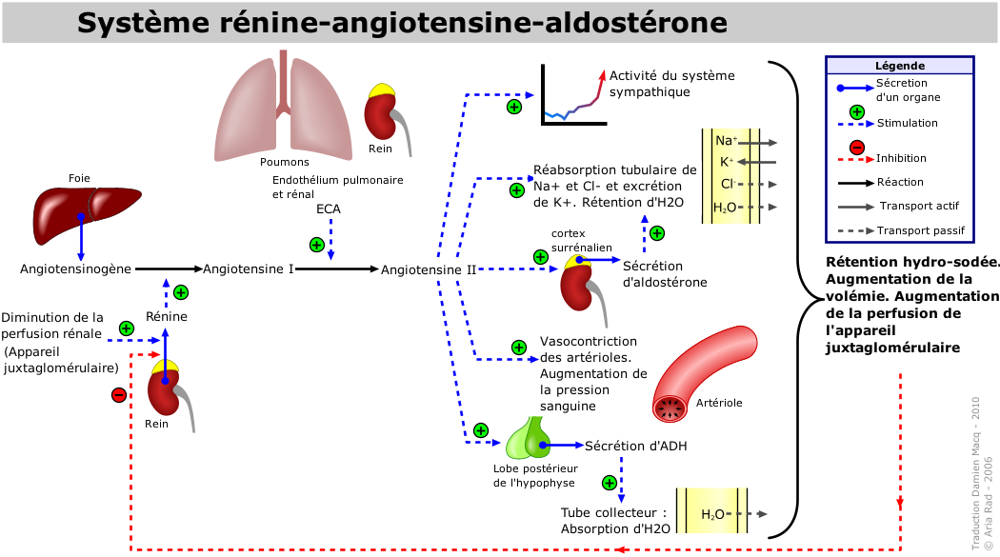 Système rénine-angiotensine-aldostérone
Légende
Sécrétion
d'un organe
+
Stimulation
−
Inhibition
Réaction
Transport actif
Transport passif
Activité du système
sympathique
+
Poumons
Rein
Endothélium pulmonaire
et rénal
ECA
+
Foie
Angiotensinogène
Angiotensine I
Angiotensine II
+
Rénine
Diminution de la
perfusion rénale
(Appareil
juxtaglomérulaire)
+
−
Rein
Réabsorption tubulaire de
Na+ et Cl- et excrétion
de K+. Rétention d'H2O
+
Na⁺
K⁺
Cl⁻
H₂O
cortex
surrénalien
+
+
Sécrétion
d'aldostérone
Vasocontriction
des artérioles.
Augmentation de
la pression
sanguine
+
Artériole
+
Lobe postérieur
de l'hypophyse
Sécrétion d'ADH
+
Tube collecteur :
Absorption d'H2O
H₂O
Rétention hydro-sodée.
Augmentation de la
volémie. Augmentation
de la perfusion de
l'appareil
juxtaglomérulaire
Traduction Damien Macq - 2010
© Aria Rad - 2006